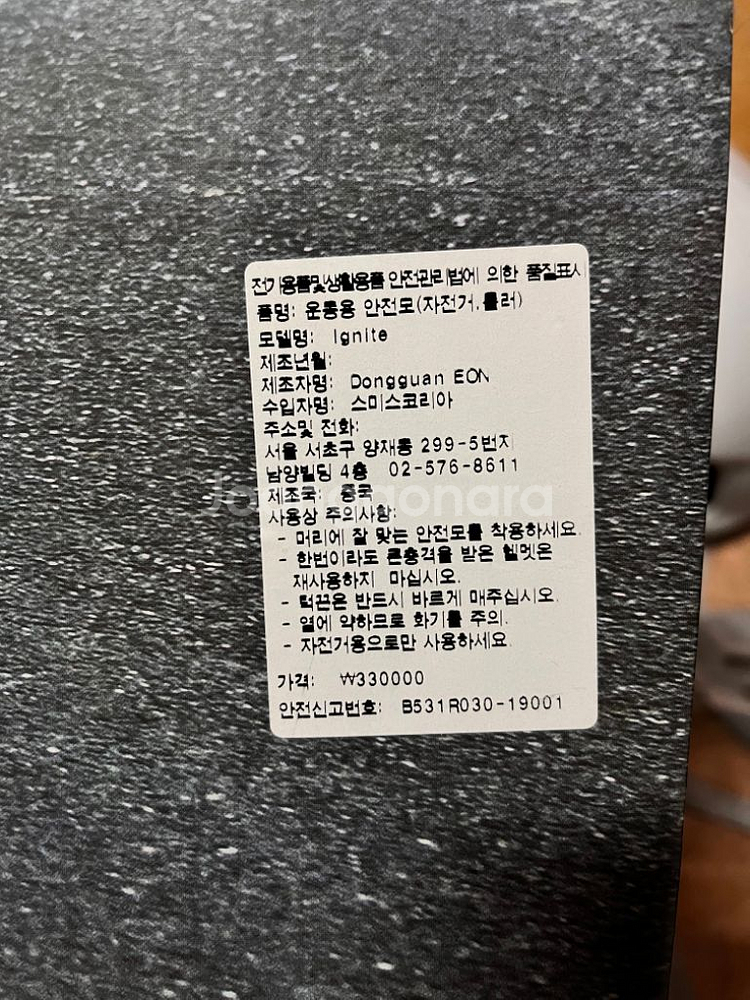 전기용품및생활용품 안전관리법에 의한 품질표시
품명: 운동용 안전모(자전거,롤러)
모델명: Ignite
제조년월:
제조자명: Dongguan EON
수입자명: 스미스코리아
주소및 전화:
서울 서초구 양재동 299-5번지
남양빌딩 4층 02-576-8611
제조국: 중국
사용상 주의사항:
- 머리에 잘 맞는 안전모를 착용하세요.
- 한번이라도 큰충격을 받은 헬멧은
재사용하지 마십시오.
- 턱끈은 반드시 바르게 매주십시오.
- 열에 약하므로 화기를 주의.
- 자전거용으로만 사용하세요.
가격: ₩330000
안전신고번호: B531R030-19001
Joonggonara